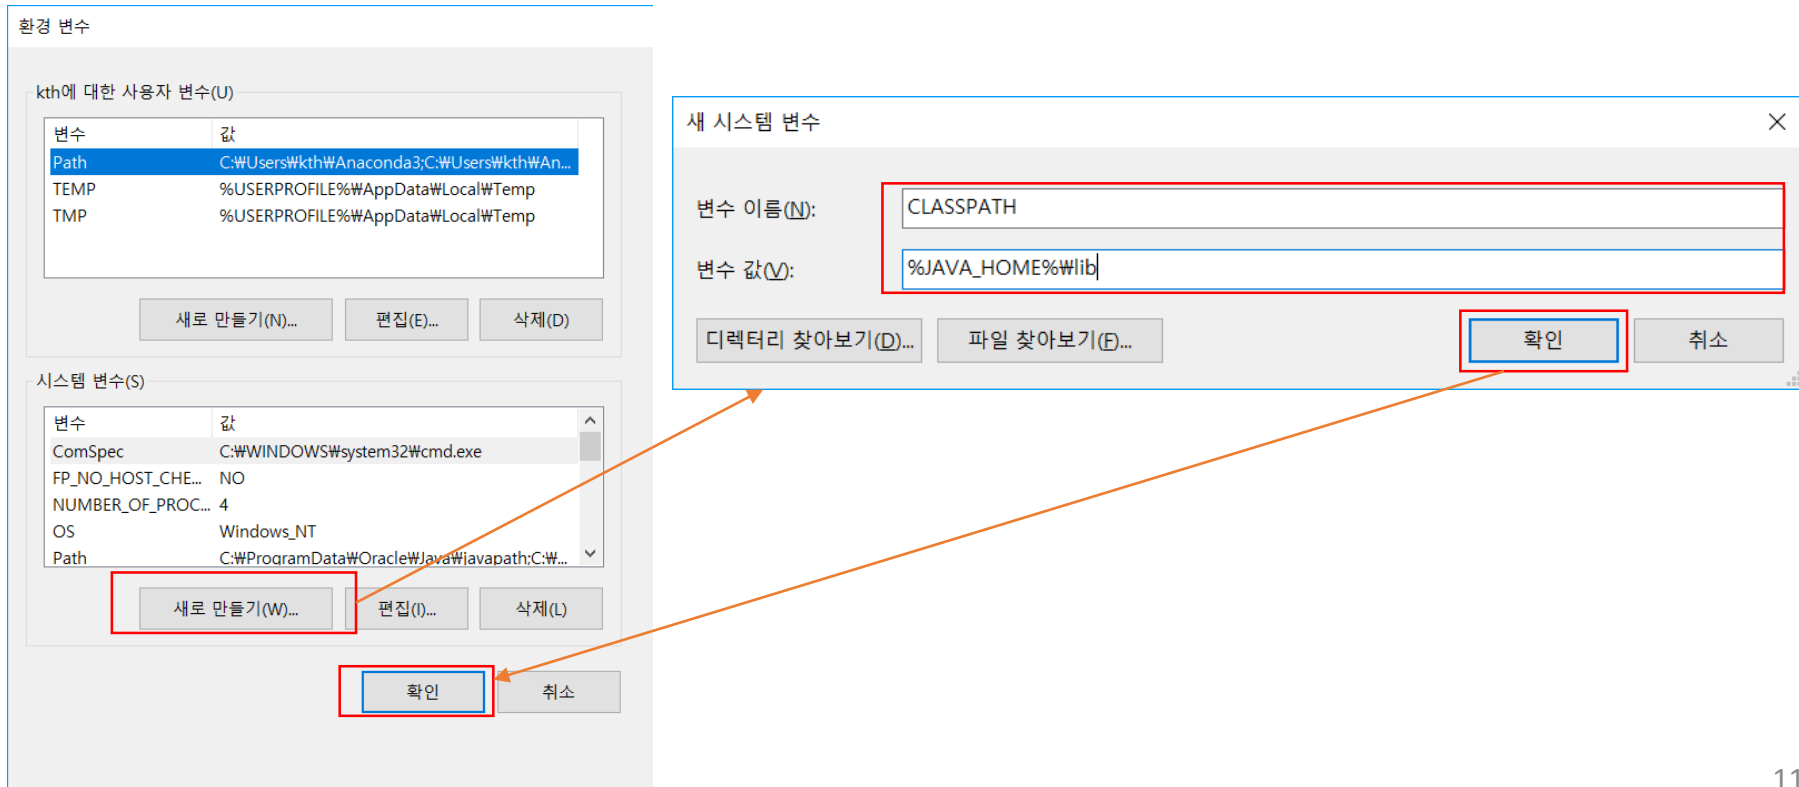 환경 변수
kth에 대한 사용자 변수(U)
변수 값
Path C:₩Users₩kth₩Anaconda3;C:₩Users₩kth₩An...
TEMP %USERPROFILE%₩AppData₩Local₩Temp
TMP %USERPROFILE%₩AppData₩Local₩Temp
새로 만들기(N)... 편집(E)... 삭제(D)
시스템 변수(S)
변수 값
ComSpec C:₩WINDOWS₩system32₩cmd.exe
FP_NO_HOST_CHE... NO
NUMBER_OF_PROC... 4
OS Windows_NT
Path C:₩ProgramData₩Oracle₩Java₩javapath;C:₩...
새로 만들기(W)... 편집(I)... 삭제(L)
확인 취소
새 시스템 변수
변수 이름(N): CLASSPATH
변수 값(V): %JAVA_HOME%₩lib
디렉터리 찾아보기(D)... 파일 찾아보기(F)... 확인 취소
11